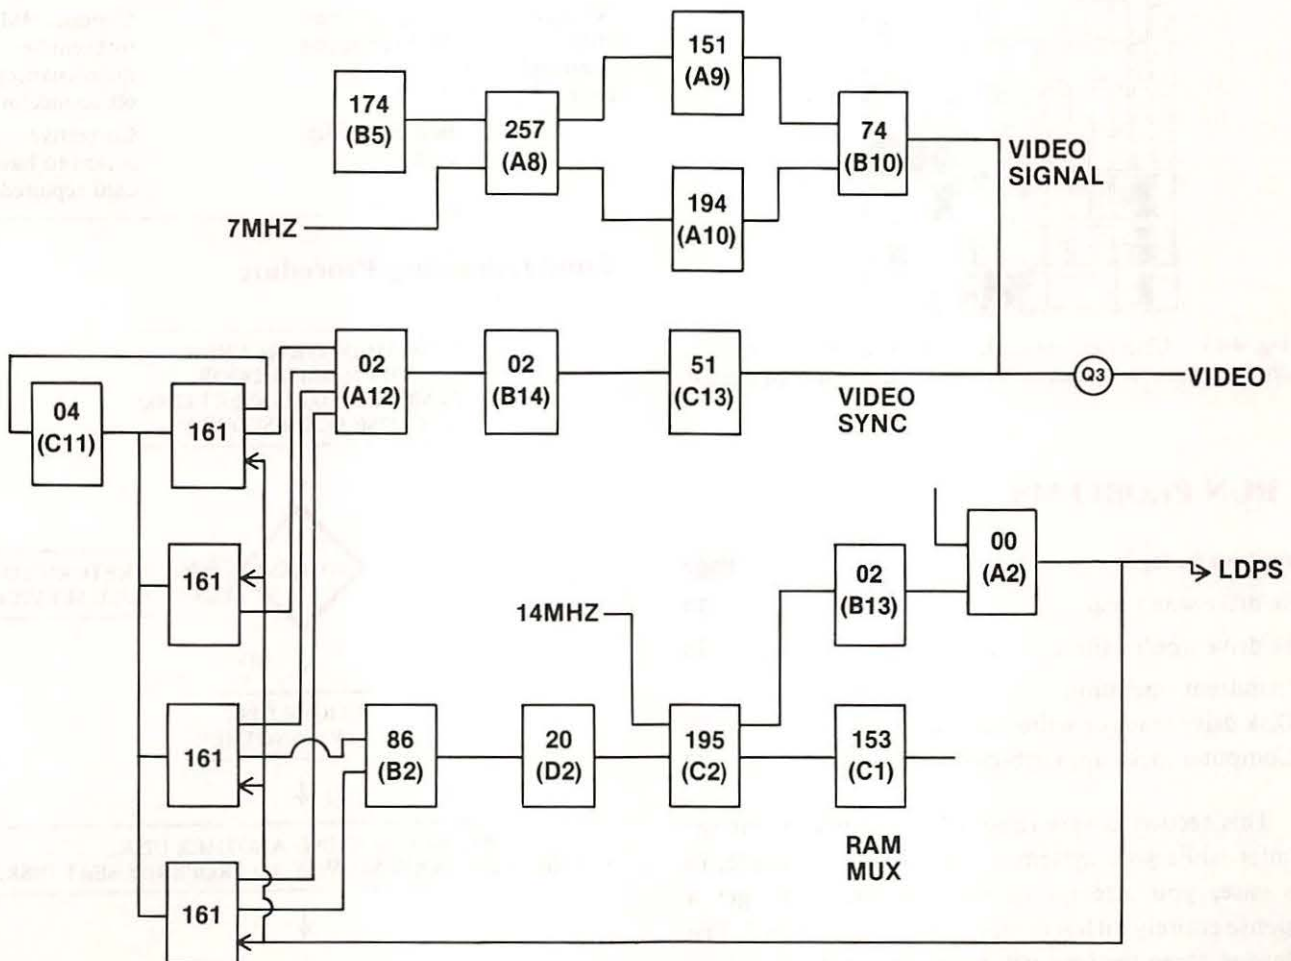 151
(A9)
174
(B5)
257
(A8)
74
(B10)
VIDEO
SIGNAL
194
(A10)
7MHZ
04
(C11)
161
02
(A12)
02
(B14)
51
(C13)
VIDEO
SYNC
Q3
VIDEO
161
14MHZ
02
(B13)
00
(A2)
LDPS
161
86
(B2)
20
(D2)
195
(C2)
153
(C1)
RAM
MUX
161